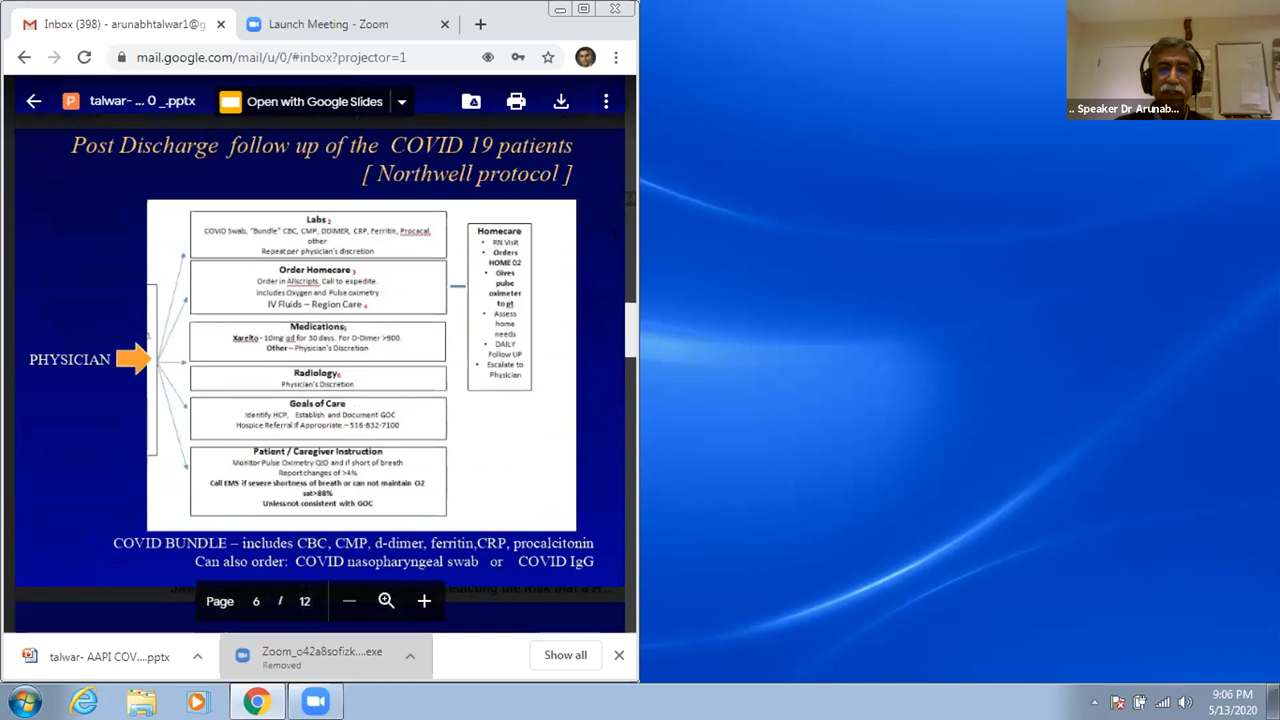 Inbox (398) - arunabhtalwar1@g
Launch Meeting - Zoom
mail.google.com/mail/u/0/#inbox?projector=1
talwar- ... 0 _.pptx
Open with Google Slides
.. Speaker Dr Arunab...
Post Discharge follow up of the COVID 19 patients
[ Northwell protocol ]
PHYSICIAN
Labs 2
COVID Swab, "Bundle" CBC, CMP, DDIMER, CRP, Ferritin, Procacal,
other
Repeat per physician's discretion
Order Homecare 3
Order in Allscripts. Call to expedite.
Includes Oxygen and Pulse oximetry
IV Fluids – Region Care 4
Medications
Xarelto - 10mg qd for 30 days. For D-Dimer >900.
Other – Physician's Discretion
Radiology
Physician's Discretion
Goals of Care
Identify HCP, Establish and Document GOC
Hospice Referral if Appropriate – 516-832-7100
Patient / Caregiver Instruction
Monitor Pulse Oximetry QID and if short of breath
Report changes of >4%
Call EMS if severe shortness of breath or can not maintain O2
sat>88%
Unless not consistent with GOC
Homecare
• RN Visit
• Orders
HOME 02
• Gives
pulse
oximeter
to pt
• Assess
home
needs
• DAILY
Follow UP
• Escalate to
Physician
COVID BUNDLE – includes CBC, CMP, d-dimer, ferritin,CRP, procalcitonin
Can also order: COVID nasopharyngeal swab or COVID IgG
Page 6 / 12
talwar- AAPI COV....pptx
Zoom_o42a8sofizk....exe
Removed
Show all
9:06 PM
5/13/2020